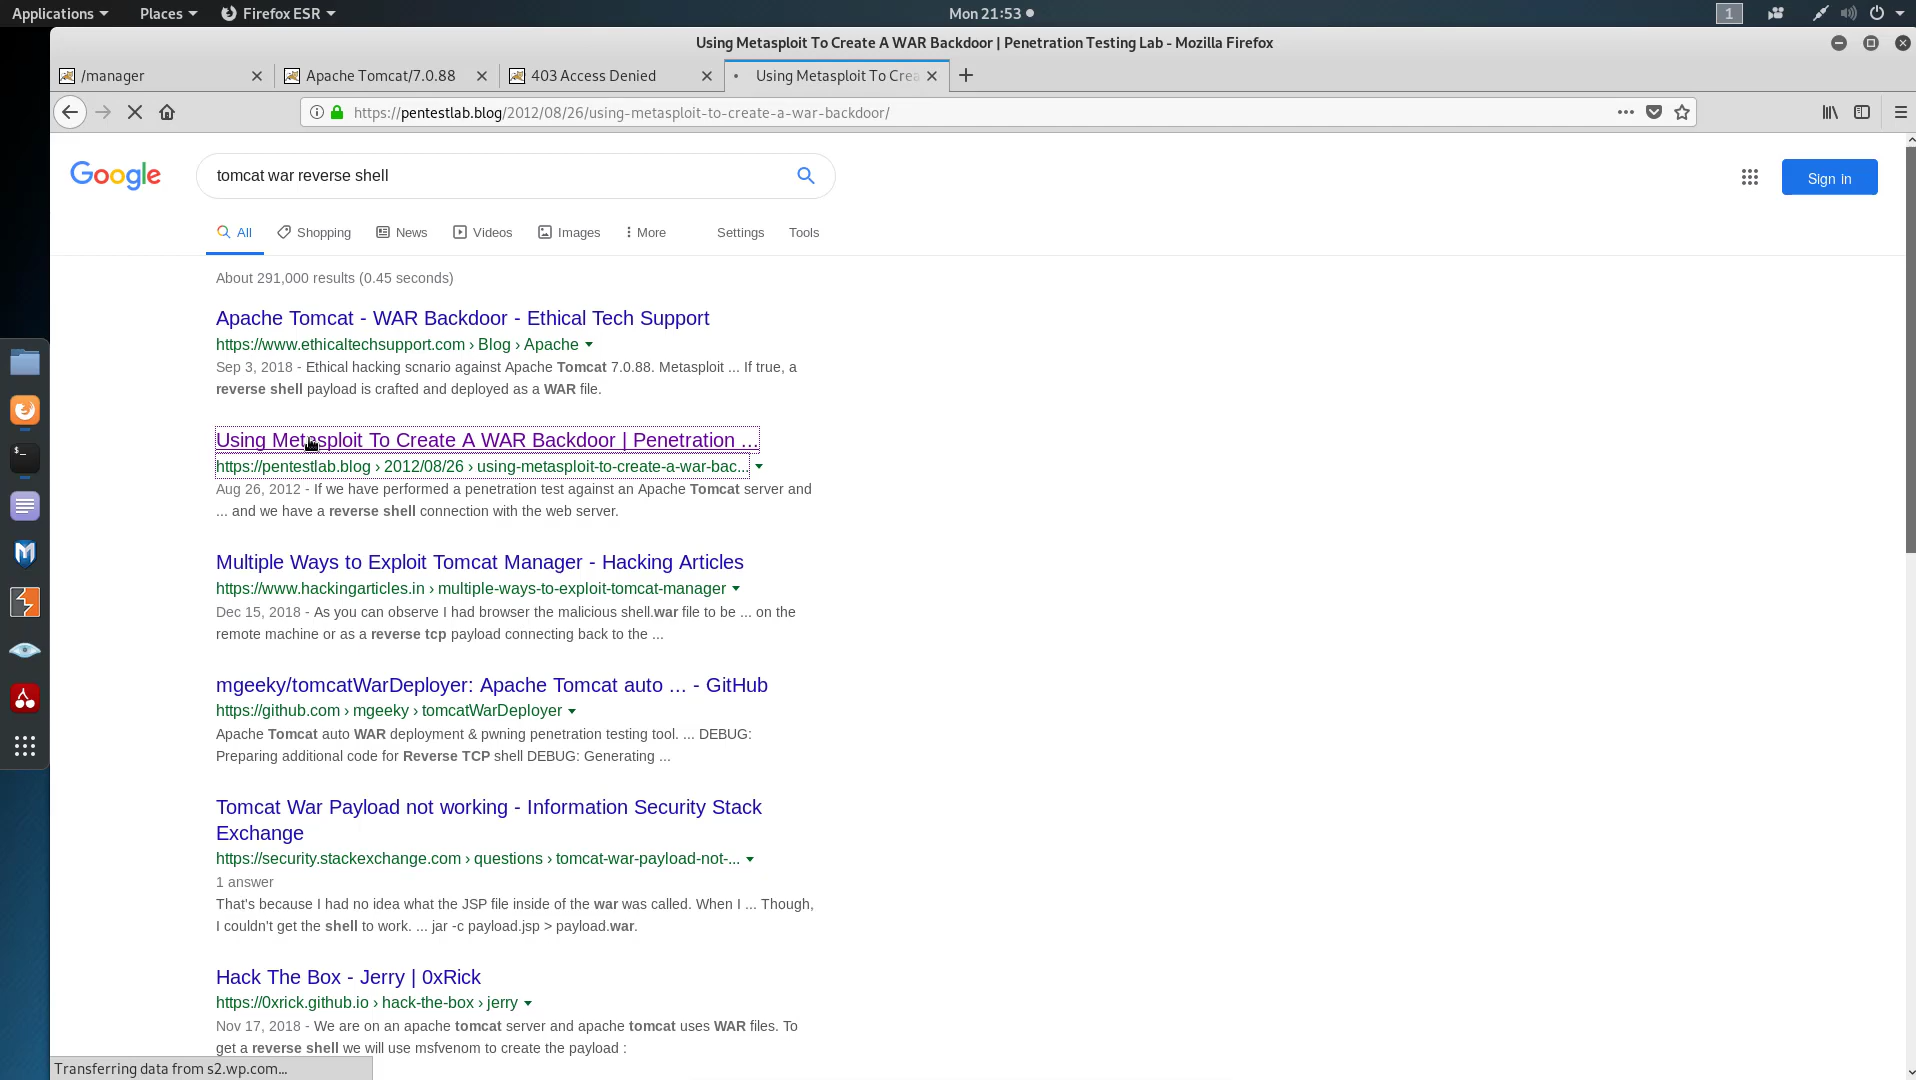 Applications Places Firefox ESR Mon 21:53 1
Using Metasploit To Create A WAR Backdoor | Penetration Testing Lab - Mozilla Firefox
/manager Apache Tomcat/7.0.88 403 Access Denied Using Metasploit To Crea
https://pentestlab.blog/2012/08/26/using-metasploit-to-create-a-war-backdoor/
Google tomcat war reverse shell Sign in
All Shopping News Videos Images More Settings Tools
About 291,000 results (0.45 seconds)
Apache Tomcat - WAR Backdoor - Ethical Tech Support
https://www.ethicaltechsupport.com › Blog › Apache
Sep 3, 2018 - Ethical hacking scnario against Apache Tomcat 7.0.88. Metasploit ... If true, a
reverse shell payload is crafted and deployed as a WAR file.
Using Metasploit To Create A WAR Backdoor | Penetration ...
https://pentestlab.blog › 2012/08/26 › using-metasploit-to-create-a-war-bac...
Aug 26, 2012 - If we have performed a penetration test against an Apache Tomcat server and
... and we have a reverse shell connection with the web server.
Multiple Ways to Exploit Tomcat Manager - Hacking Articles
https://www.hackingarticles.in › multiple-ways-to-exploit-tomcat-manager
Dec 15, 2018 - As you can observe I had browser the malicious shell.war file to be ... on the
remote machine or as a reverse tcp payload connecting back to the ...
mgeeky/tomcatWarDeployer: Apache Tomcat auto ... - GitHub
https://github.com › mgeeky › tomcatWarDeployer
Apache Tomcat auto WAR deployment & pwning penetration testing tool. ... DEBUG:
Preparing additional code for Reverse TCP shell DEBUG: Generating ...
Tomcat War Payload not working - Information Security Stack
Exchange
https://security.stackexchange.com › questions › tomcat-war-payload-not-...
1 answer
That's because I had no idea what the JSP file inside of the war was called. When I ... Though,
I couldn't get the shell to work. ... jar -c payload.jsp > payload.war.
Hack The Box - Jerry | 0xRick
https://0xrick.github.io › hack-the-box › jerry
Nov 17, 2018 - We are on an apache tomcat server and apache tomcat uses WAR files. To
get a reverse shell we will use msfvenom to create the payload :
Transferring data from s2.wp.com...